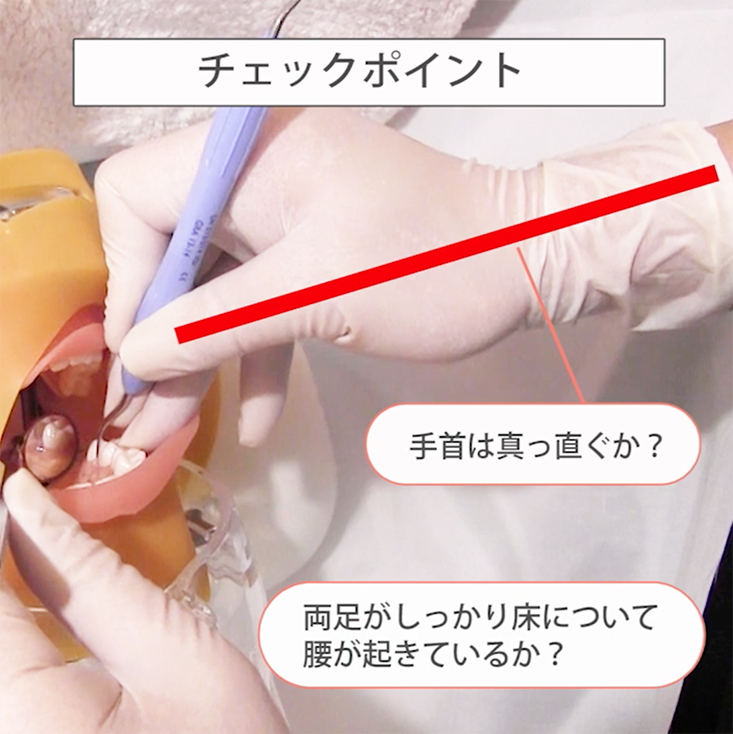 チェックポイント
手首は真っ直ぐか？
両足がしっかり床について
腰が起きているか？